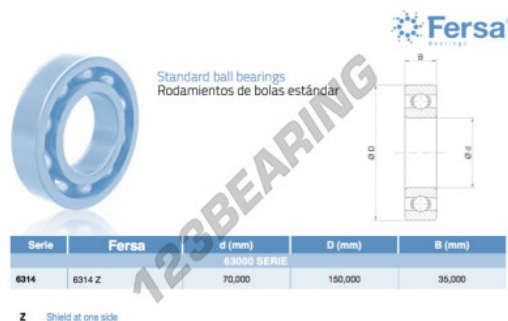 Fersa
Bearings
Standard ball bearings
Rodamientos de bolas estándar
B
Ø D
Ø d
Serie Fersa d (mm) D (mm) B (mm)
63000 SERIE
6314 6314 Z 70,000 150,000 35,000
Z Shield at one side
123BEARING